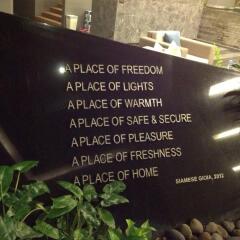 A PLACE OF FREEDOM
A PLACE OF LIGHTS
A PLACE OF WARMTH
A PLACE OF SAFE & SECURE
A PLACE OF PLEASURE
A PLACE OF FRESHNESS
A PLACE OF HOME
SIAMESE GIOIA, 2012